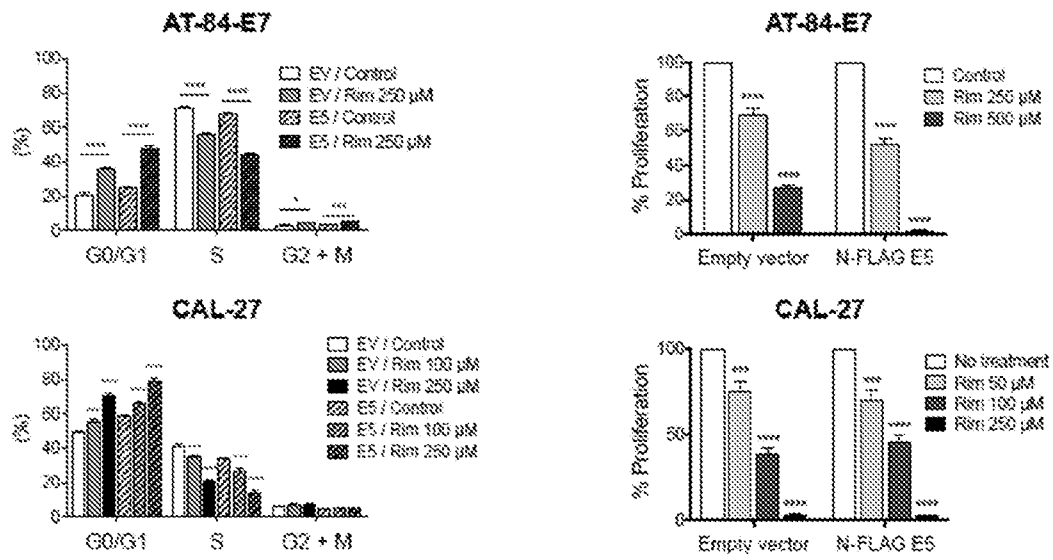 AT-84-E7
100
80
60
40
20
0
(%)
EV / Control
EV / Rim 250 µM
E5 / Control
E5 / Rim 250 µM
****
****
****
****
*
***
G0/G1
S
G2 + M
AT-84-E7
100
80
60
40
20
0
% Proliferation
Control
Rim 250 µM
Rim 500 µM
****
****
****
****
Empty vector
N-FLAG E5
CAL-27
100
80
60
40
20
0
(%)
EV / Control
EV / Rim 100 µM
EV / Rim 250 µM
E5 / Control
E5 / Rim 100 µM
E5 / Rim 250 µM
G0/G1
S
G2 + M
CAL-27
100
50
0
% Proliferation
No treatment
Rim 50 µM
Rim 100 µM
Rim 250 µM
***
****
****
***
****
****
Empty vector
N-FLAG E5